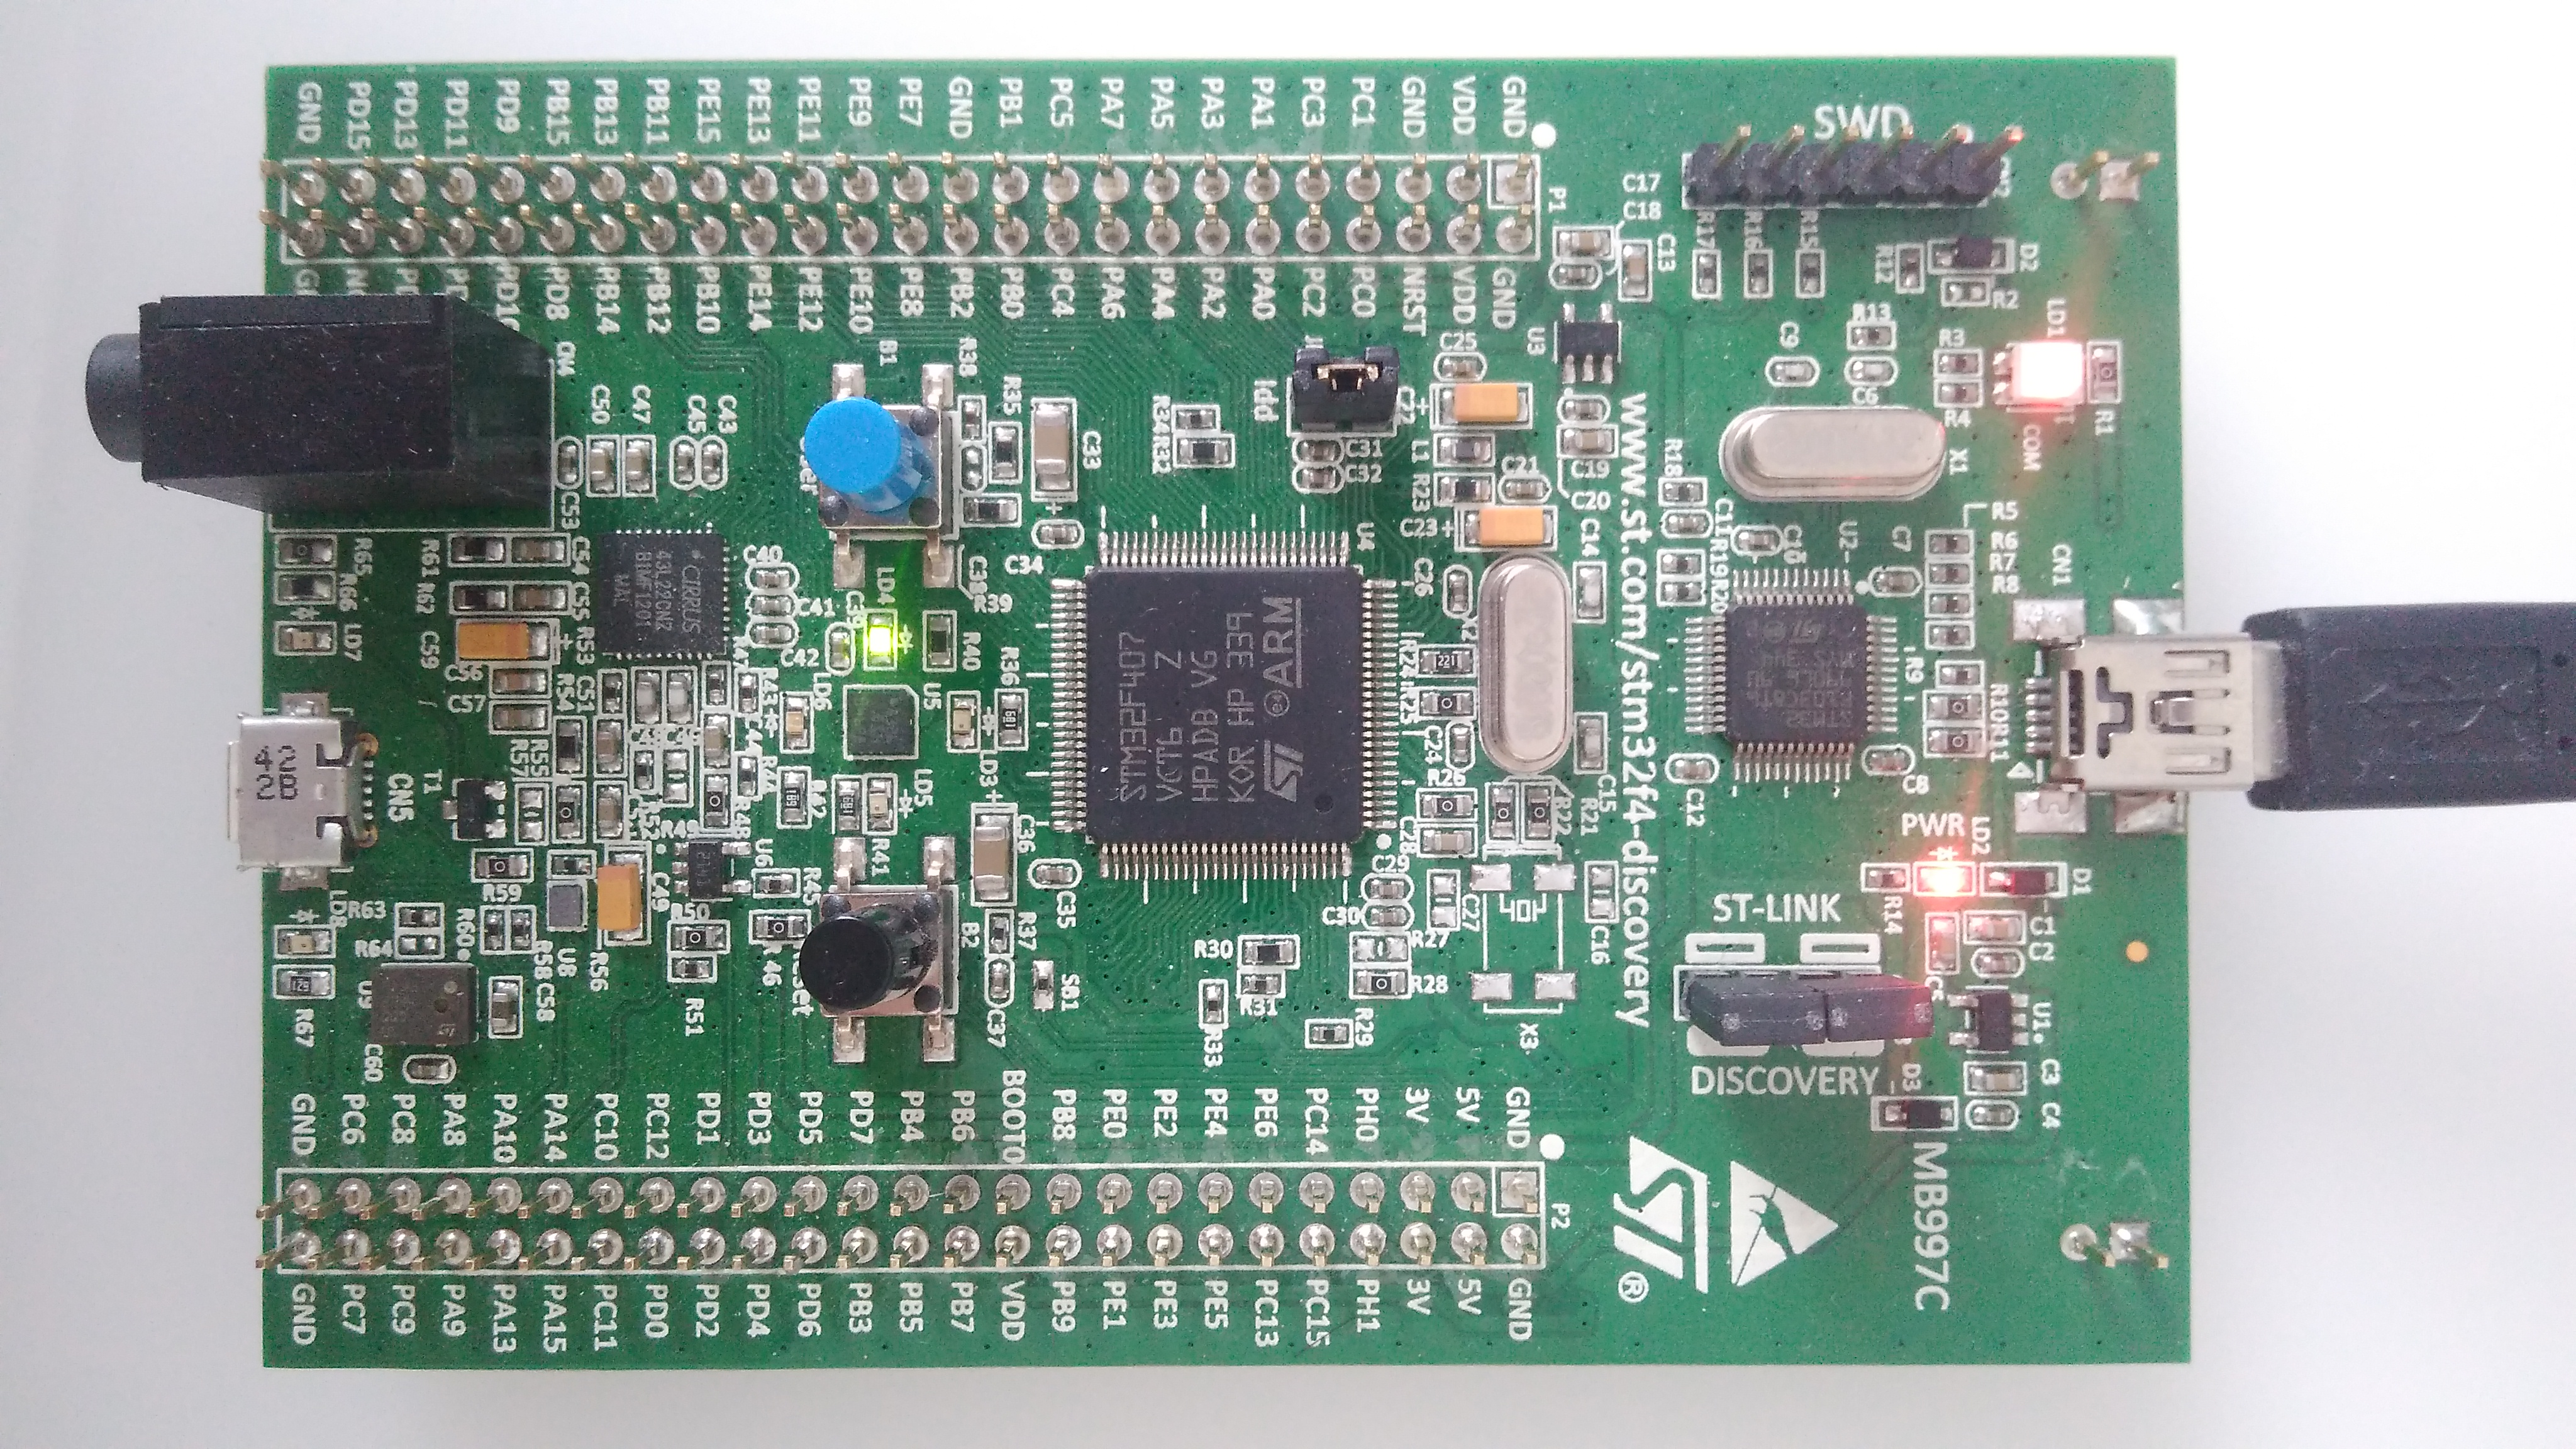 GND
PD15
PD13
PD11
PD9
PB15
PB13
PB11
PE15
PE13
PE11
PE9
PE7
GND
PB1
PC5
PA7
PA5
PA3
PA1
PC3
PC1
GND
VDD
GND
SWD
P1
PD8
PB14
PB12
PB10
PE14
PE12
PE10
PE8
PB2
PB0
PC4
PA6
PA4
PA2
PA0
PC2
PC0
NRST
VDD
GND
C17
C18
C13
R17
R16
R15
R12
D2
R2
LD1
R13
R3
C9
C6
R4
R1
COM
X1
U3
C25
C22
Idd
C31
C32
L1
R23
C21
C19
C20
C23
C14
R18
CN4
C50
C47
C45
C43
B1
R38
R35
C33
R34
R32
C53
C34
U4
R65
R66
LD7
R61
R62
C54
C55
C59
R53
CIRRUS
43L22CNZ
C40
C41
C42
C39
LD4
R39
R40
R36
LD6
U5
LD3
LD5
STM32F407
VCT6 Z
HPADB VG
KOR HP 339
ARM
C26
R24
221
R25
C24
R26
C28
www.st.com/stm32f4-discovery
R19
R20
U2
C7
R5
R6
R7
R8
CN1
R9
R10
R11
C8
C12
C15
R21
R22
C57
R54
C51
R43
R57
R55
T1
CN5
R42
R49
R48
U6
R41
C36
C35
C30
C27
C16
PWR
LD2
D1
R14
C1
C2
ST-LINK
DISCOVERY
U1
C3
C4
D3
LD8
R63
R64
R59
R60
R58
U8
C49
R56
R50
R51
R45
B2
R37
C37
SB1
R30
R31
R33
R27
R28
R29
X3
R67
U9
C58
C60
GND
PC6
PC8
PA8
PA10
PA14
PC10
PC12
PD1
PD3
PD5
PD7
PB4
PB6
BOOT0
PB8
PE0
PE2
PE4
PE6
PC14
PH0
3V
5V
GND
P2
GND
PC7
PC9
PA9
PA13
PA15
PC11
PD0
PD2
PD4
PD6
PB3
PB5
PB7
VDD
PB9
PE1
PE3
PE5
PC13
PC15
PH1
3V
5V
GND
ST®
MB997C